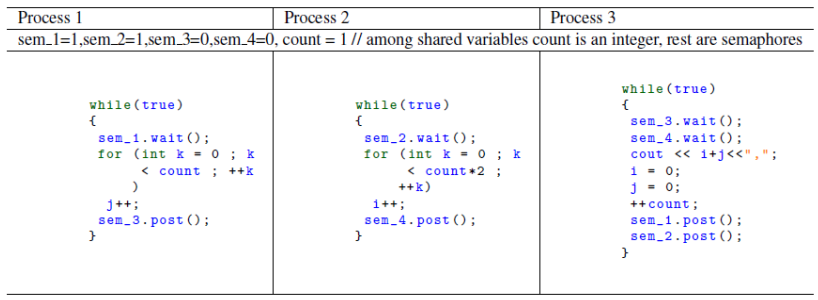 Process 1 Process 2 Process 3
sem_1=1,sem_2=1,sem_3=0,sem_4=0, count = 1 // among shared variables count is an integer, rest are semaphores
while(true)
{
sem_1.wait();
for (int k = 0 ; k
< count ; ++k
)
j++;
sem_3.post();
}
while(true)
{
sem_2.wait();
for (int k = 0 ; k
< count*2 ;
++k)
i++;
sem_4.post();
}
while(true)
{
sem_3.wait();
sem_4.wait();
cout << i+j<<",";
i = 0;
j = 0;
++count;
sem_1.post();
sem_2.post();
}